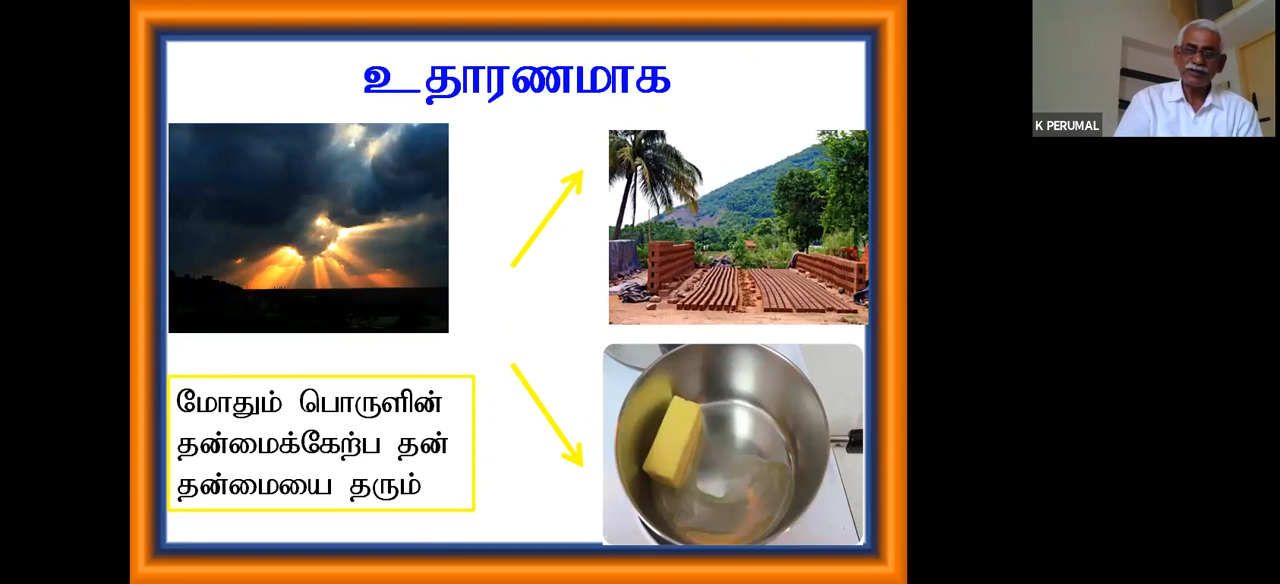 உதாரணமாக
K PERUMAL
மோதும் பொருளின்
தன்மைக்கேற்ப தன்
தன்மையை தரும்